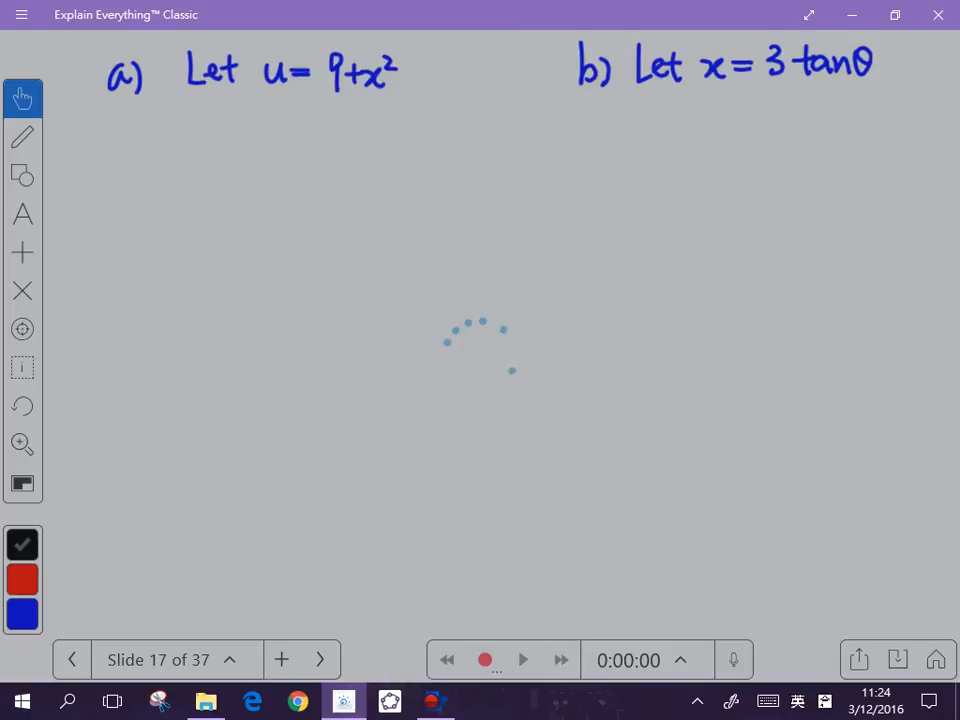 Explain Everything™ Classic
a) Let u = 9+x²
b) Let x = 3 tanθ
Slide 17 of 37
0:00:00
英
11:24
3/12/2016